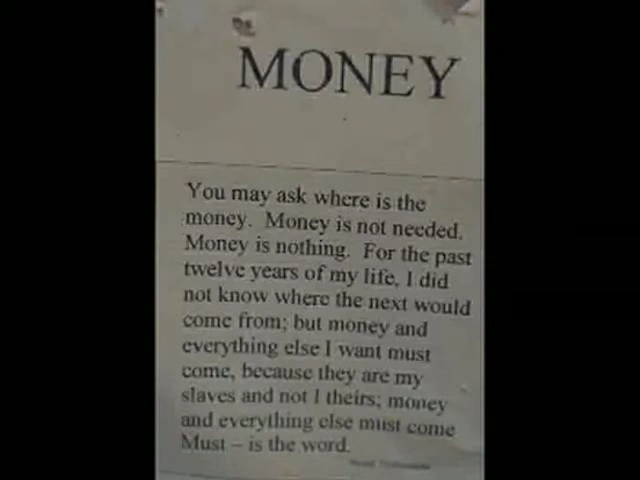 MONEY
You may ask where is the
money. Money is not needed.
Money is nothing. For the past
twelve years of my life, I did
not know where the next would
come from; but money and
everything else I want must
come, because they are my
slaves and not I theirs; money
and everything else must come
Must – is the word.